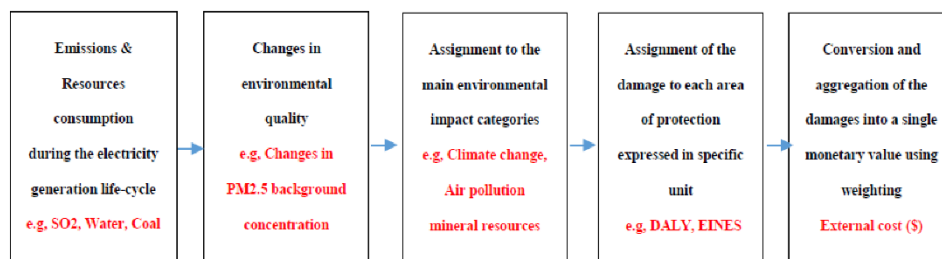 Emissions &
Resources
consumption
during the electricity
generation life-cycle
e.g, SO2, Water, Coal
Changes in
environmental
quality
e.g, Changes in
PM2.5 background
concentration
Assignment to the
main environmental
impact categories
e.g, Climate change,
Air pollution
mineral resources
Assignment of the
damage to each area
of protection
expressed in specific
unit
e.g, DALY, EINES
Conversion and
aggregation of the
damages into a single
monetary value using
weighting
External cost ($)